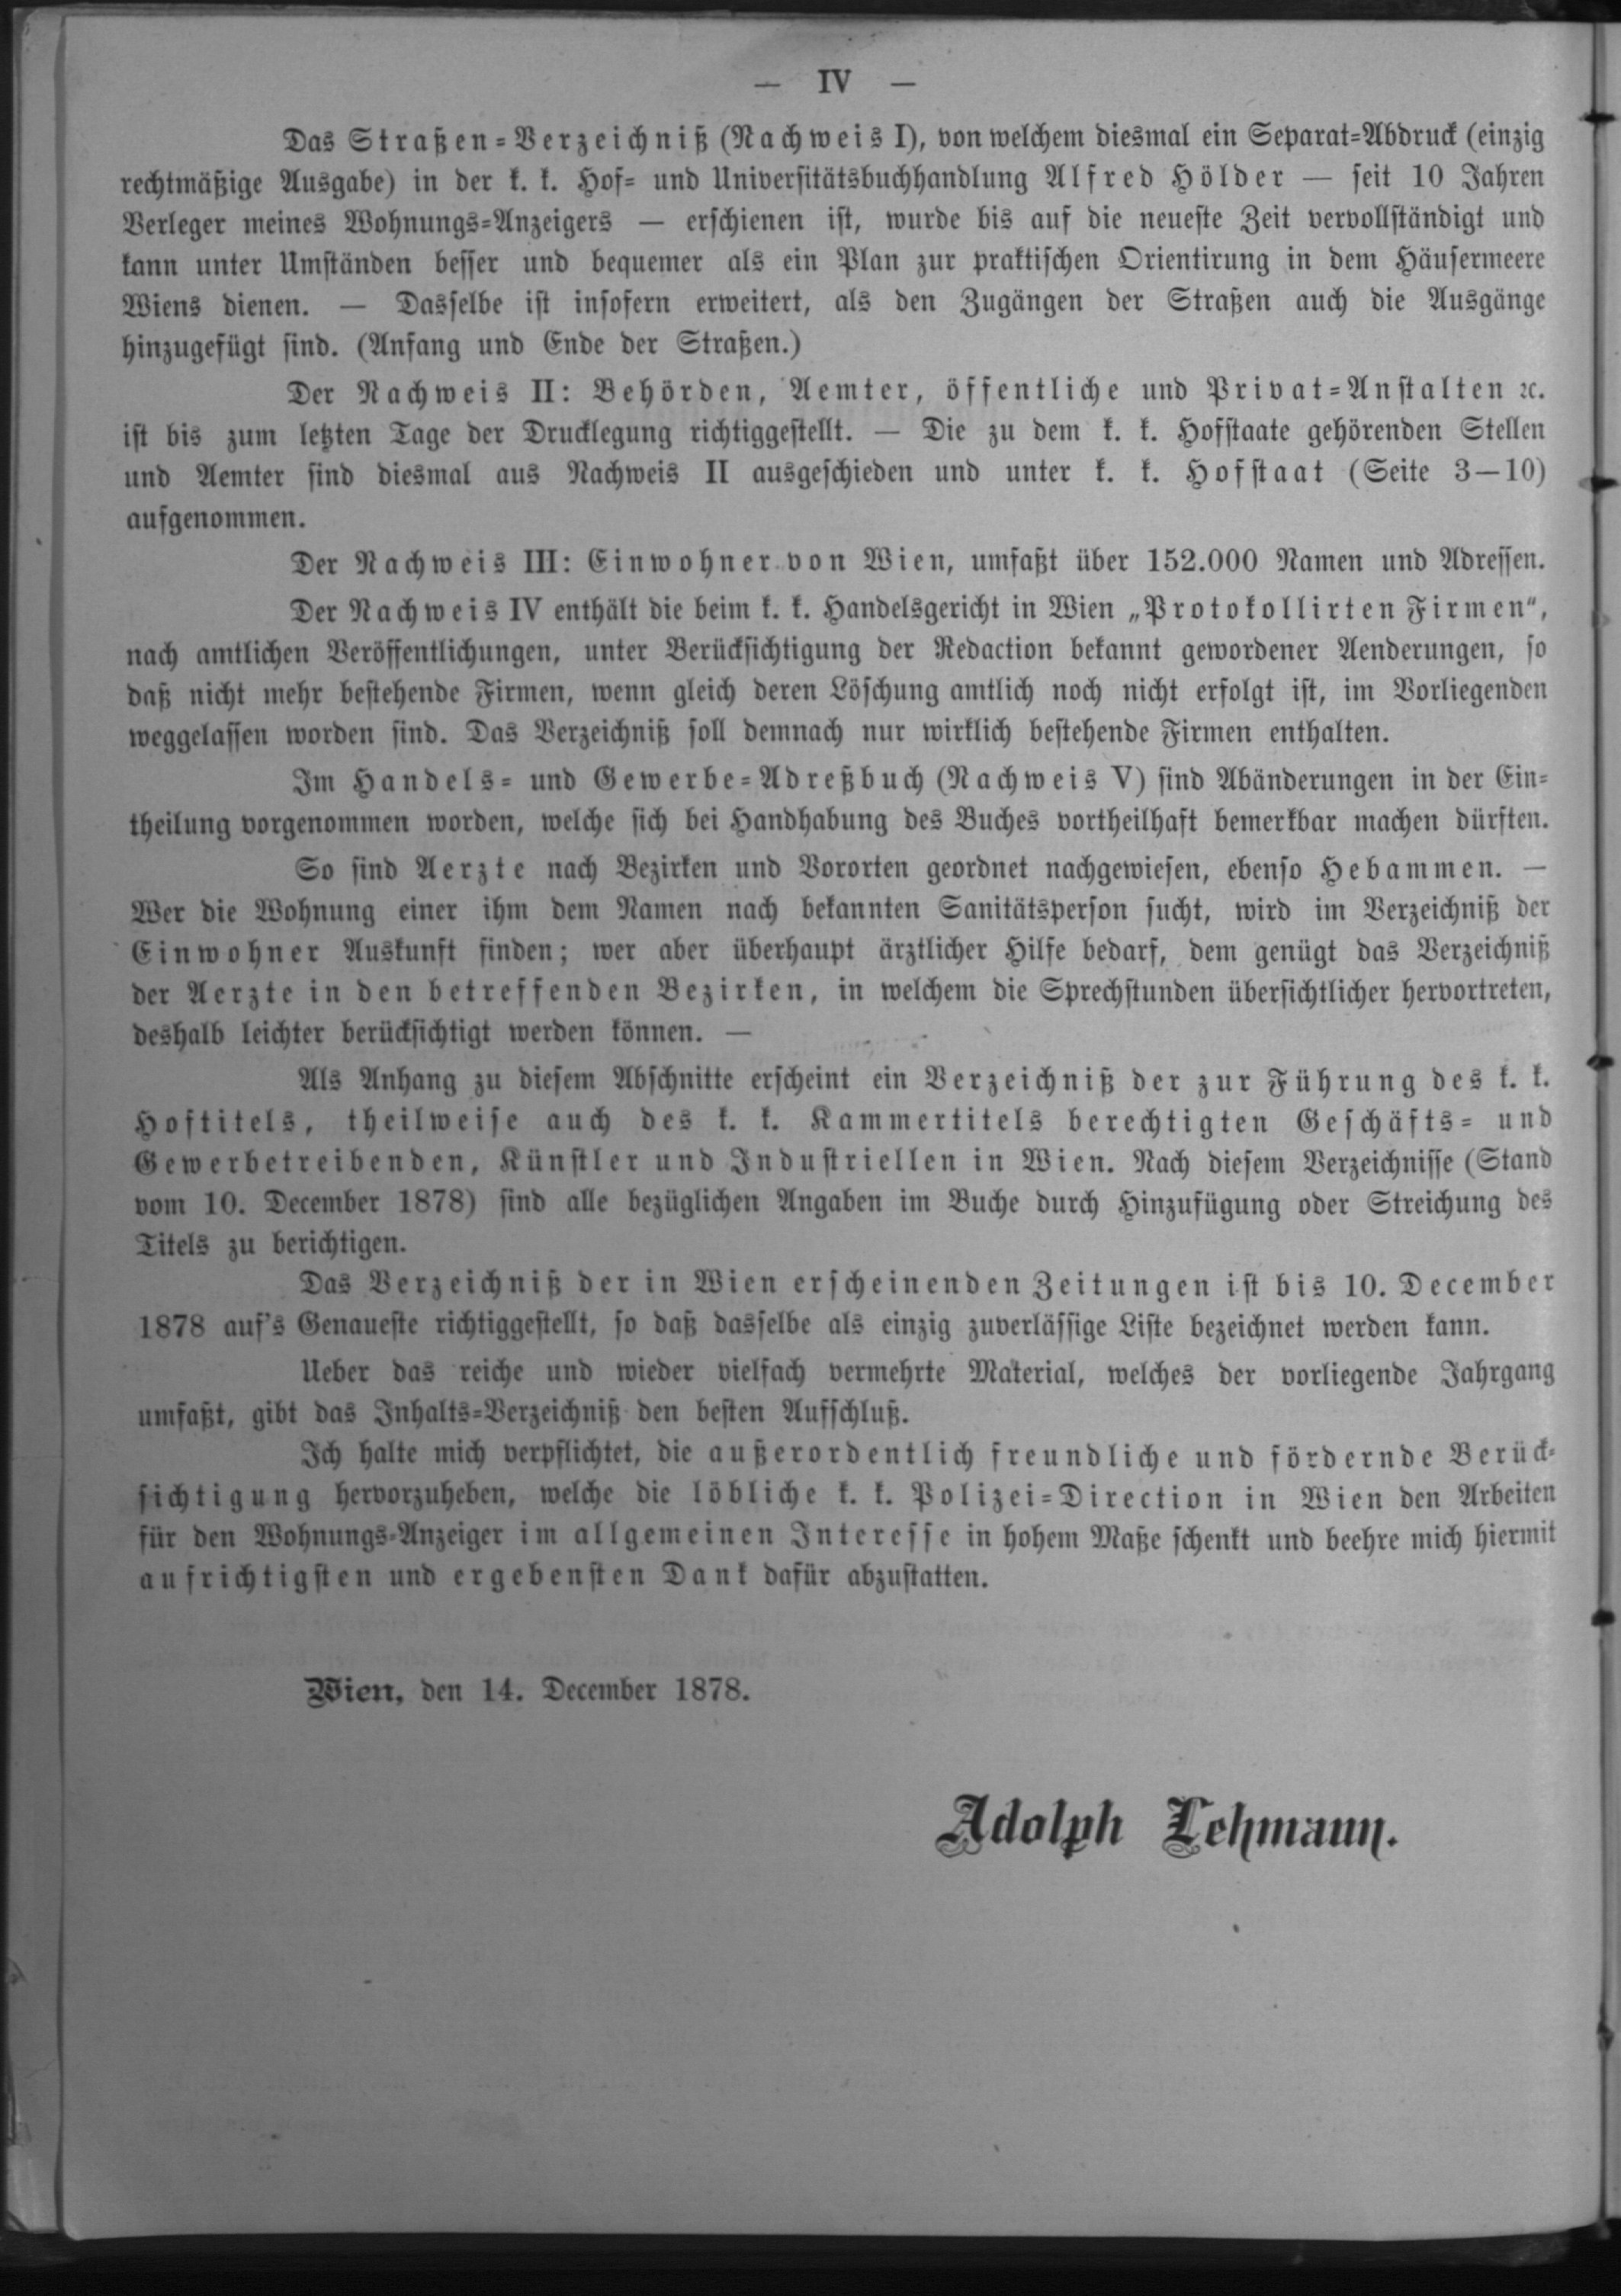 — IV —
Das Straßen-Verzeichniß (Nachweis I), von welchem diesmal ein Separat-Abdruck (einzig
rechtmäßige Ausgabe) in der k. k. Hof- und Universitätsbuchhandlung Alfred Hölder — seit 10 Jahren
Verleger meines Wohnungs-Anzeigers — erschienen ist, wurde bis auf die neueste Zeit vervollständigt und
kann unter Umständen besser und bequemer als ein Plan zur praktischen Orientirung in dem Häusermeere
Wiens dienen. — Dasselbe ist insofern erweitert, als den Zugängen der Straßen auch die Ausgänge
hinzugefügt sind. (Anfang und Ende der Straßen.)
Der Nachweis II: Behörden, Aemter, öffentliche und Privat-Anstalten ꝛc.
ist bis zum letzten Tage der Drucklegung richtiggestellt. — Die zu dem k. k. Hofstaate gehörenden Stellen
und Aemter sind diesmal aus Nachweis II ausgeschieden und unter k. k. Hofstaat (Seite 3—10)
aufgenommen.
Der Nachweis III: Einwohner von Wien, umfaßt über 152.000 Namen und Adressen.
Der Nachweis IV enthält die beim k. k. Handelsgericht in Wien „Protokollirten Firmen“,
nach amtlichen Veröffentlichungen, unter Berücksichtigung der Redaction bekannt gewordener Aenderungen, so
daß nicht mehr bestehende Firmen, wenn gleich deren Löschung amtlich noch nicht erfolgt ist, im Vorliegenden
weggelassen worden sind. Das Verzeichniß soll demnach nur wirklich bestehende Firmen enthalten.
Im Handels- und Gewerbe-Adreßbuch (Nachweis V) sind Abänderungen in der Ein-
theilung vorgenommen worden, welche sich bei Handhabung des Buches vortheilhaft bemerkbar machen dürften.
So sind Aerzte nach Bezirken und Vororten geordnet nachgewiesen, ebenso Hebammen. —
Wer die Wohnung einer ihm dem Namen nach bekannten Sanitätsperson sucht, wird im Verzeichniß der
Einwohner Auskunft finden; wer aber überhaupt ärztlicher Hilfe bedarf, dem genügt das Verzeichniß
der Aerzte in den betreffenden Bezirken, in welchem die Sprechstunden übersichtlicher hervortreten,
deshalb leichter berücksichtigt werden können. —
Als Anhang zu diesem Abschnitte erscheint ein Verzeichniß der zur Führung des k. k.
Hoftitels, theilweise auch des k. k. Kammertitels berechtigten Geschäfts- und
Gewerbetreibenden, Künstler und Industriellen in Wien. Nach diesem Verzeichnisse (Stand
vom 10. December 1878) sind alle bezüglichen Angaben im Buche durch Hinzufügung oder Streichung des
Titels zu berichtigen.
Das Verzeichniß der in Wien erscheinenden Zeitungen ist bis 10. December
1878 auf's Genaueste richtiggestellt, so daß dasselbe als einzig zuverlässige Liste bezeichnet werden kann.
Ueber das reiche und wieder vielfach vermehrte Material, welches der vorliegende Jahrgang
umfaßt, gibt das Inhalts-Verzeichniß den besten Aufschluß.
Ich halte mich verpflichtet, die außerordentlich freundliche und fördernde Berück-
sichtigung hervorzuheben, welche die löbliche k. k. Polizei-Direction in Wien den Arbeiten
für den Wohnungs-Anzeiger im allgemeinen Interesse in hohem Maße schenkt und beehre mich hiermit
aufrichtigsten und ergebensten Dank dafür abzustatten.
Wien, den 14. December 1878.
Adolph Lehmann.